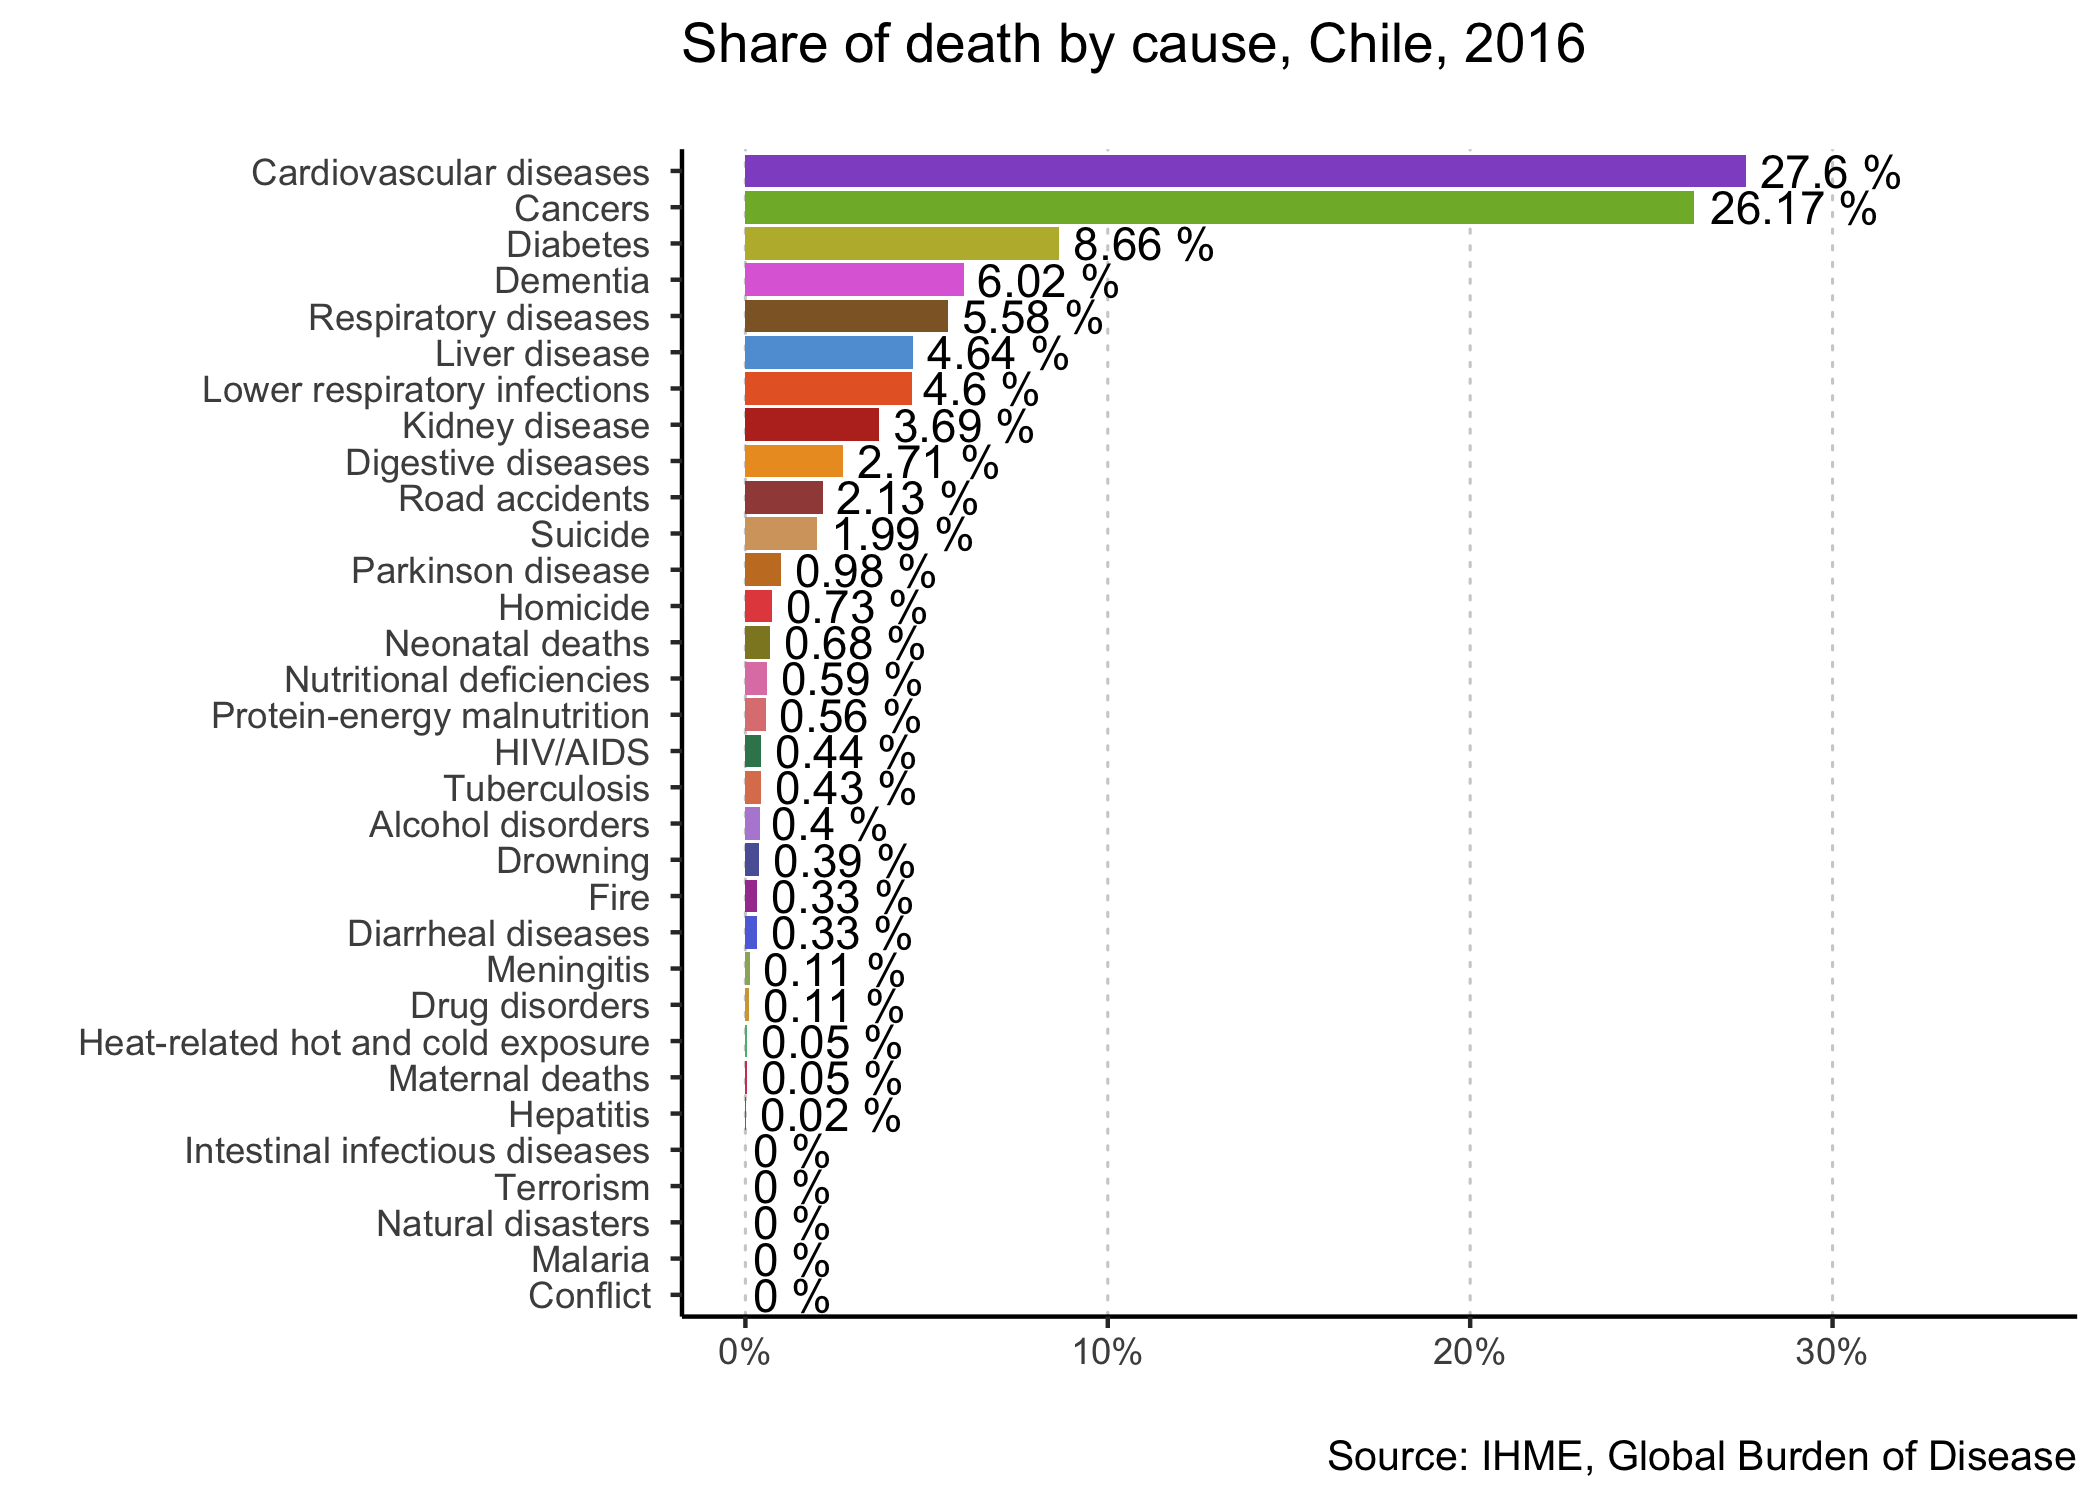 Share of death by cause, Chile, 2016
Cardiovascular diseases 27.6 %
Cancers 26.17 %
Diabetes 8.66 %
Dementia 6.02 %
Respiratory diseases 5.58 %
Liver disease 4.64 %
Lower respiratory infections 4.6 %
Kidney disease 3.69 %
Digestive diseases 2.71 %
Road accidents 2.13 %
Suicide 1.99 %
Parkinson disease 0.98 %
Homicide 0.73 %
Neonatal deaths 0.68 %
Nutritional deficiencies 0.59 %
Protein-energy malnutrition 0.56 %
HIV/AIDS 0.44 %
Tuberculosis 0.43 %
Alcohol disorders 0.4 %
Drowning 0.39 %
Fire 0.33 %
Diarrheal diseases 0.33 %
Meningitis 0.11 %
Drug disorders 0.11 %
Heat-related hot and cold exposure 0.05 %
Maternal deaths 0.05 %
Hepatitis 0.02 %
Intestinal infectious diseases 0 %
Terrorism 0 %
Natural disasters 0 %
Malaria 0 %
Conflict 0 %
0% 10% 20% 30%
Source: IHME, Global Burden of Disease